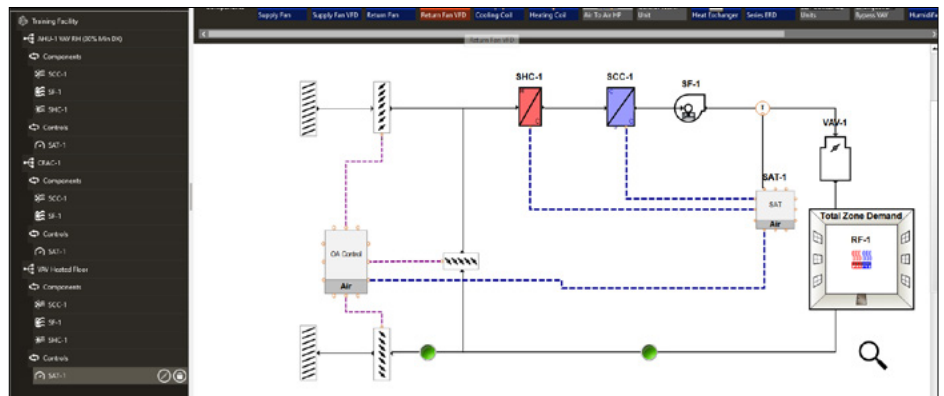 Training Facility
AHU-1 VAV RH (30% Min OA)
Components
SCC-1
SF-1
SHC-1
Controls
SAT-1
CRAC-1
Components
SCC-1
SF-1
Controls
SAT-1
VAV Heated Floor
Components
SCC-1
SF-1
SHC-1
Controls
SAT-1
Supply Fan
Supply Fan VFD
Return Fan
Return Fan VFD
Cooling Coil
Heating Coil
Air To Air HP
Unit
Heat Exchanger
Series ERD
Units
Bypass VAV
Return Fan VFD
SHC-1
SCC-1
SF-1
1
VAV-1
SAT-1
SAT
Air
Total Zone Demand
RF-1
OA Control
Air